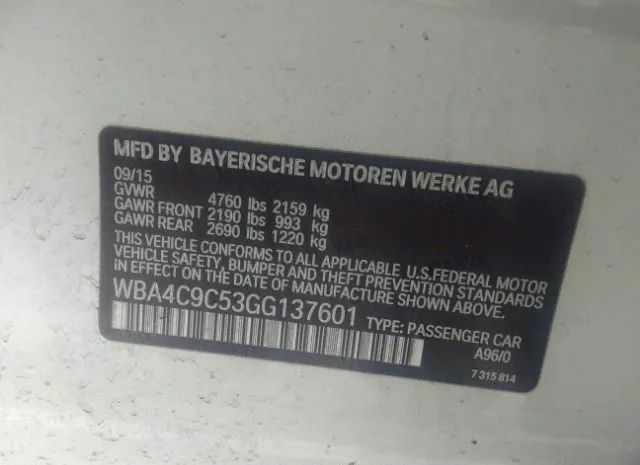 MFD BY BAYERISCHE MOTOREN WERKE AG
09/15
GVWR 4760 lbs 2159 kg
GAWR FRONT 2190 lbs 993 kg
GAWR REAR 2690 lbs 1220 kg
THIS VEHICLE CONFORMS TO ALL APPLICABLE U.S.FEDERAL MOTOR
VEHICLE SAFETY, BUMPER AND THEFT PREVENTION STANDARDS
IN EFFECT ON THE DATE OF MANUFACTURE SHOWN ABOVE.
WBA4C9C53GG137601 TYPE: PASSENGER CAR
A96/0
7 315 814